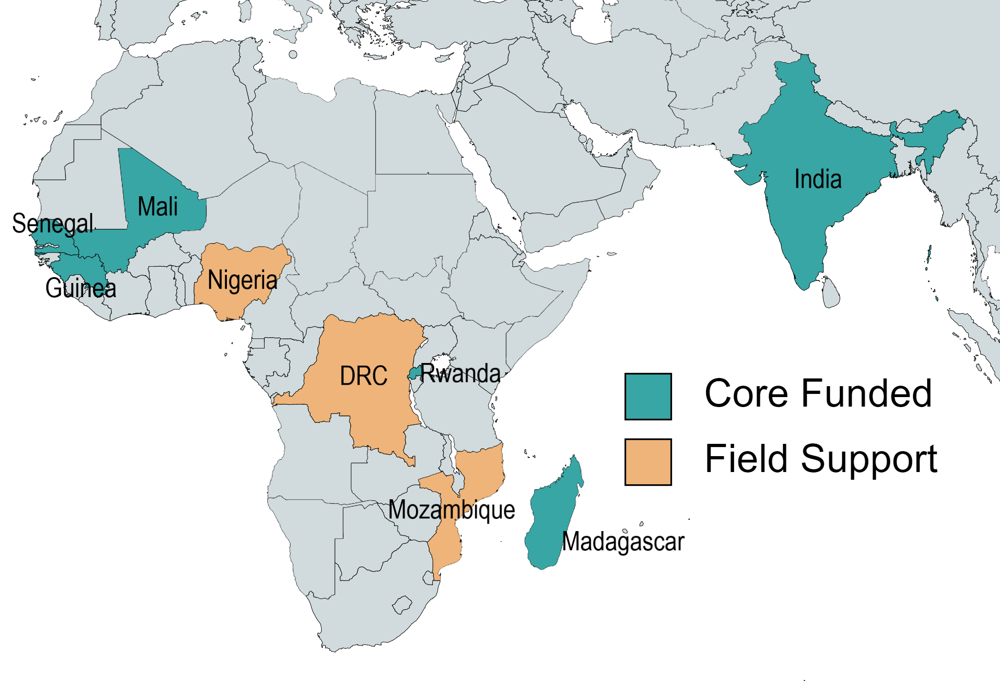 India
Mali
Senegal
Nigeria
Guinea
DRC
Rwanda
Core Funded
Field Support
Mozambique
Madagascar